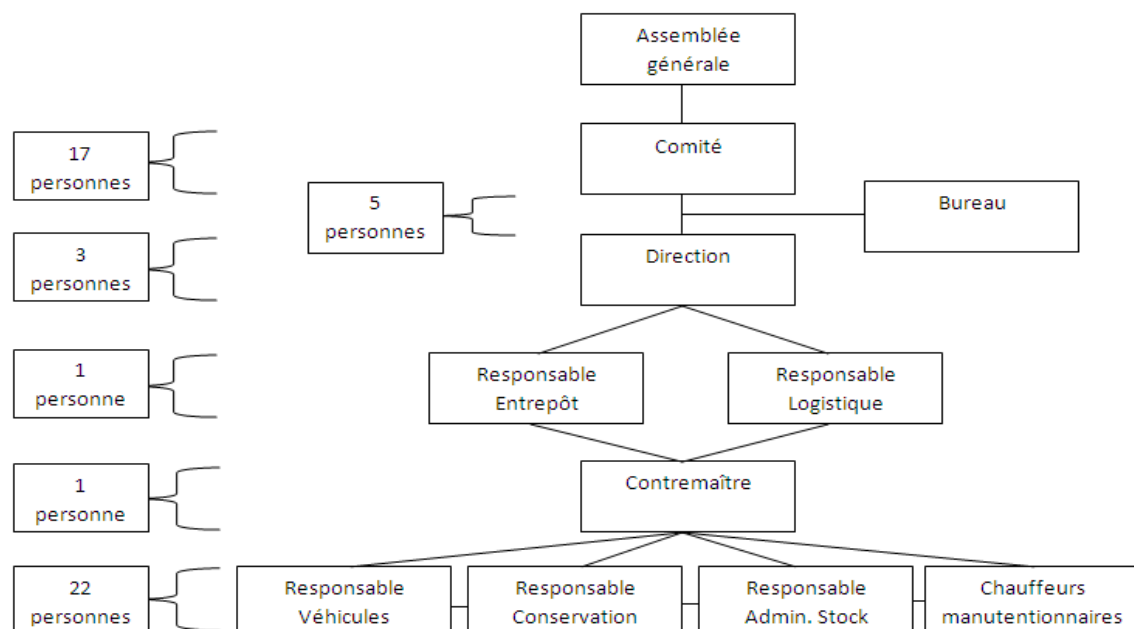 Assemblée
générale
17
personnes
Comité
5
personnes
Bureau
3
personnes
Direction
1
personne
Responsable
Entrepôt
Responsable
Logistique
1
personne
Contremaître
22
personnes
Responsable
Véhicules
Responsable
Conservation
Responsable
Admin. Stock
Chauffeurs
manutentionnaires